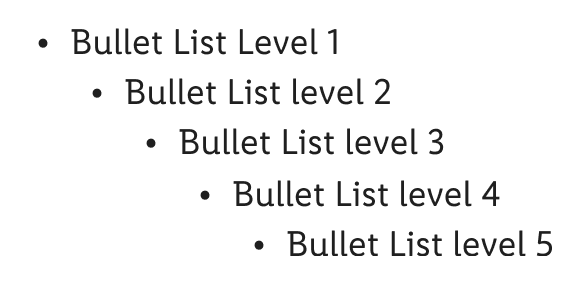 • Bullet List Level 1
• Bullet List level 2
• Bullet List level 3
• Bullet List level 4
• Bullet List level 5